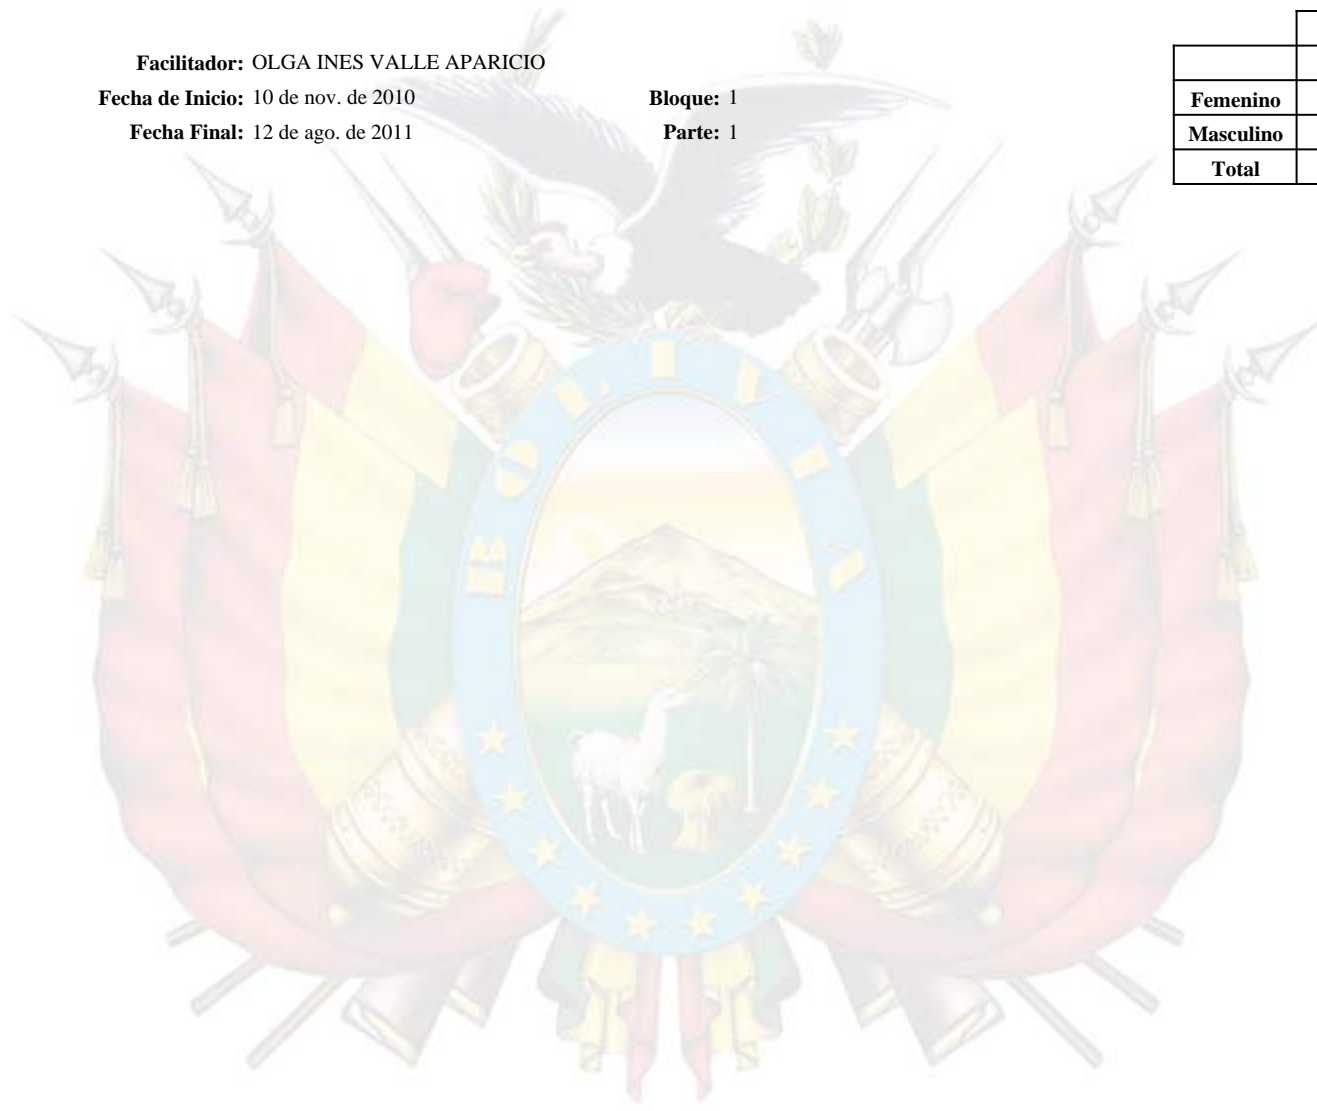 Facilitador: OLGA INES VALLE APARICIO
Fecha de Inicio: 10 de nov. de 2010 Bloque: 1
Fecha Final: 12 de ago. de 2011 Parte: 1
Femenino
Masculino
Total
BOLIVIA